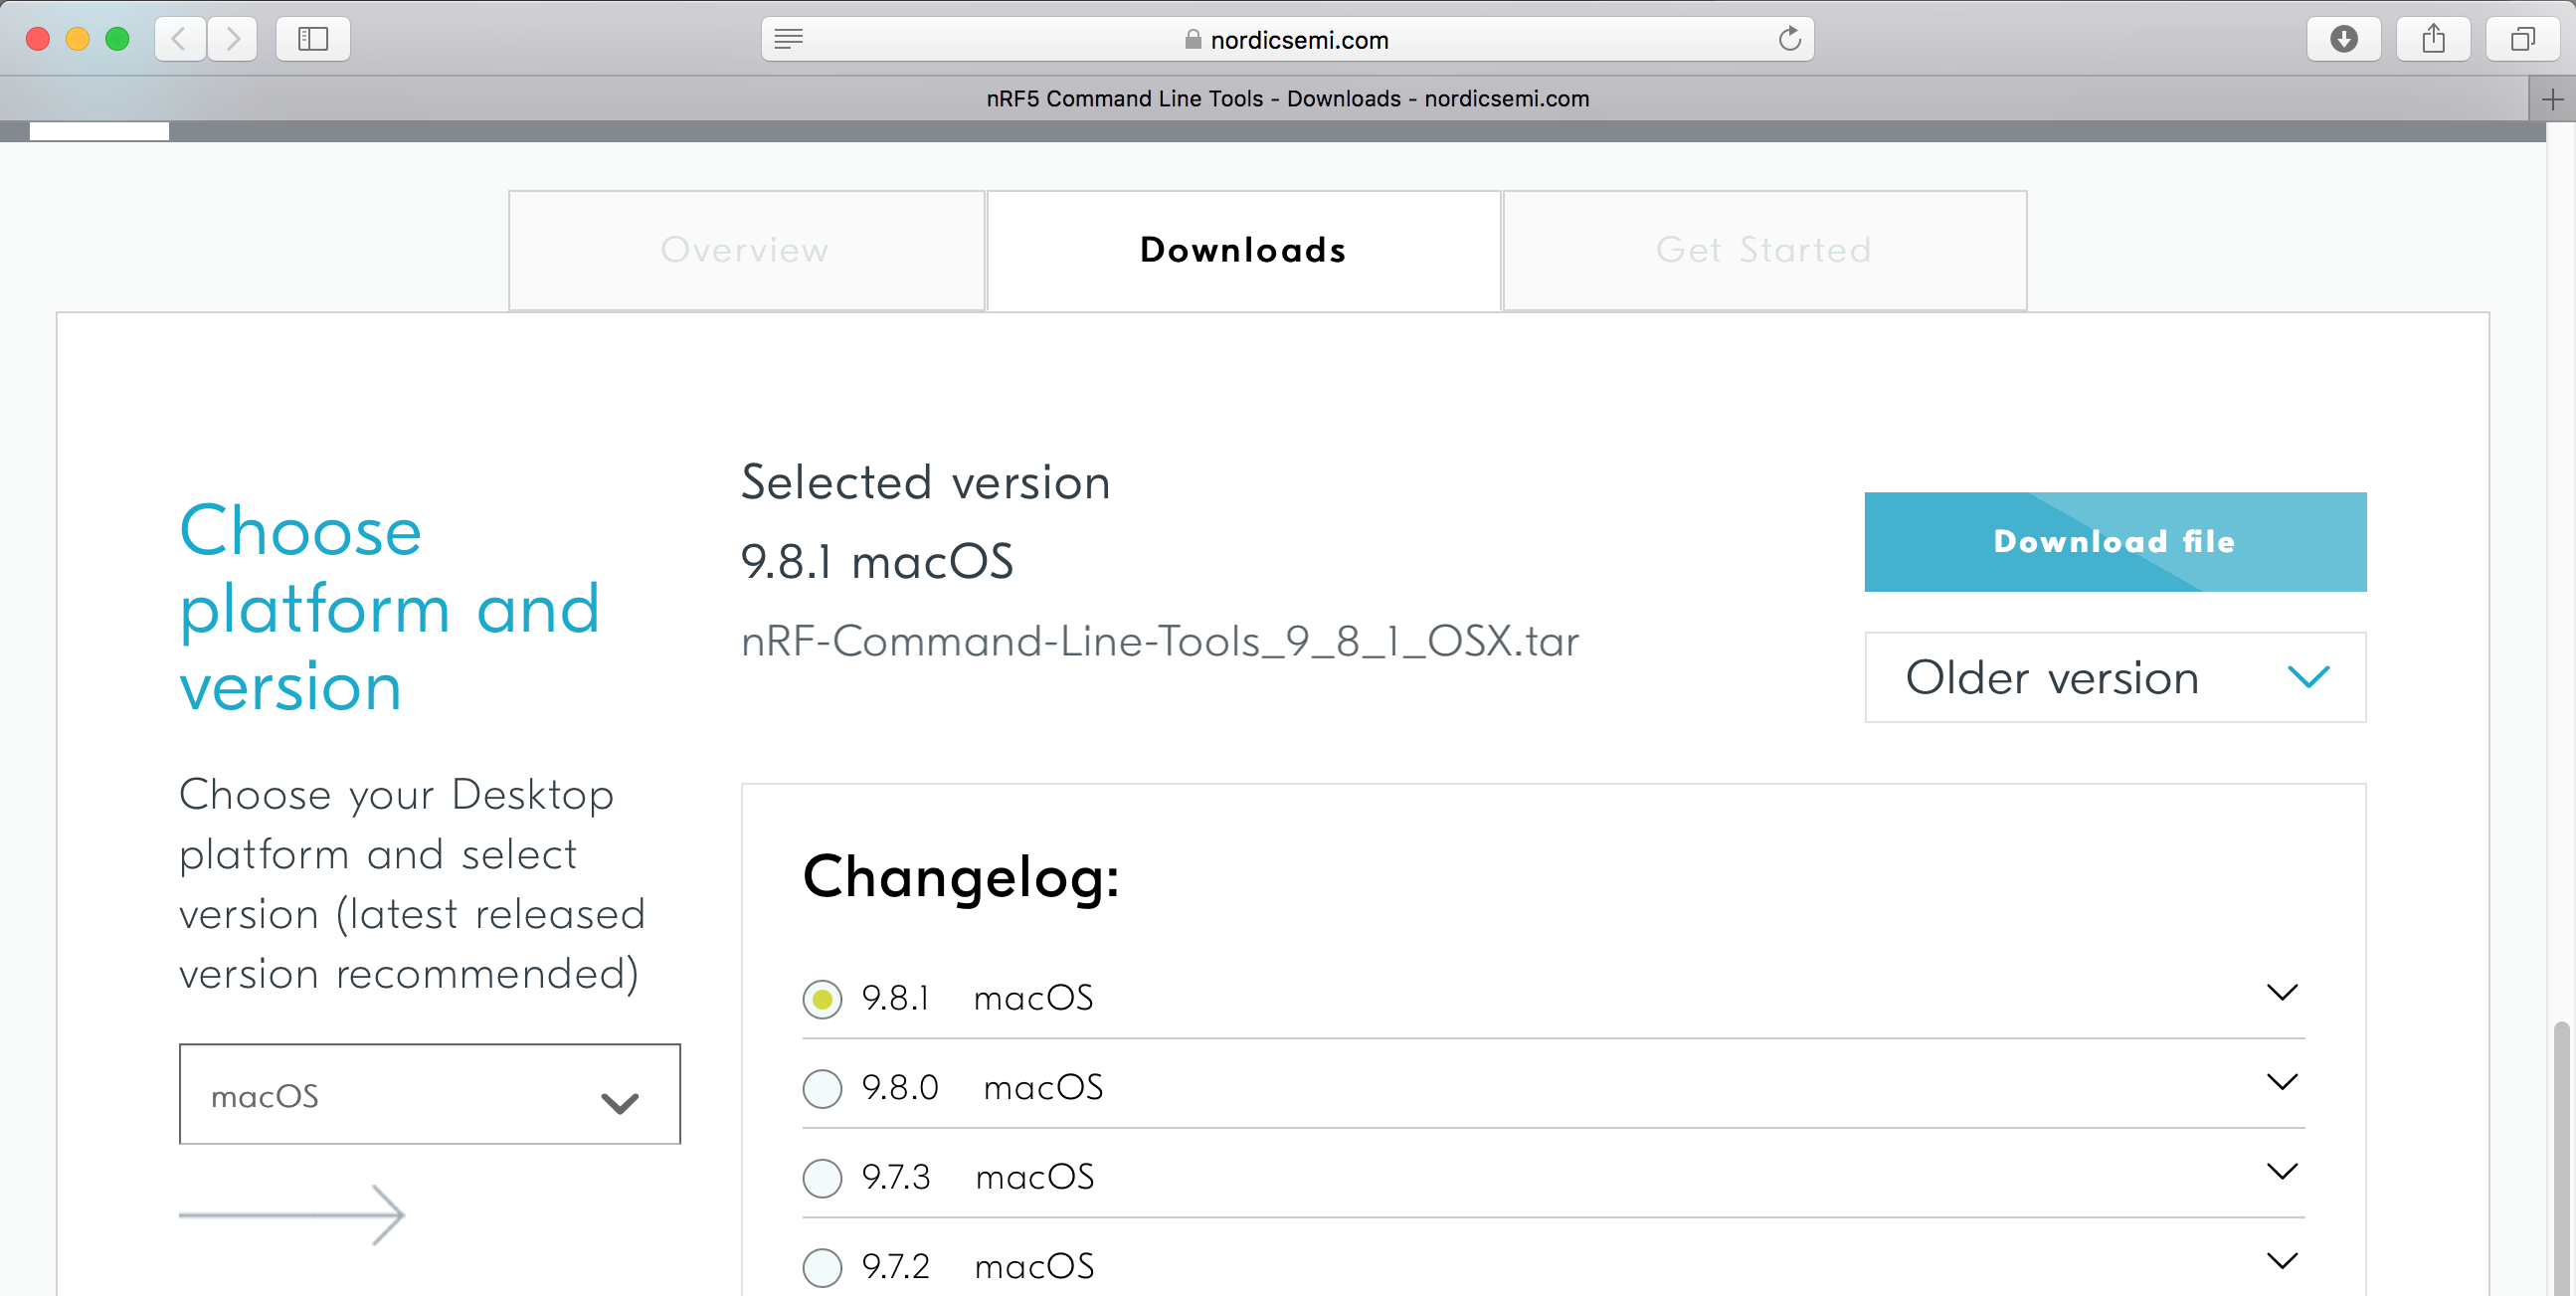 nordicsemi.com
nRF5 Command Line Tools - Downloads - nordicsemi.com
Overview
Downloads
Get Started
Choose
platform and
version
Choose your Desktop
platform and select
version (latest released
version recommended)
macOS
Selected version
9.8.1 macOS
nRF-Command-Line-Tools_9_8_1_OSX.tar
Download file
Older version
Changelog:
9.8.1 macOS
9.8.0 macOS
9.7.3 macOS
9.7.2 macOS